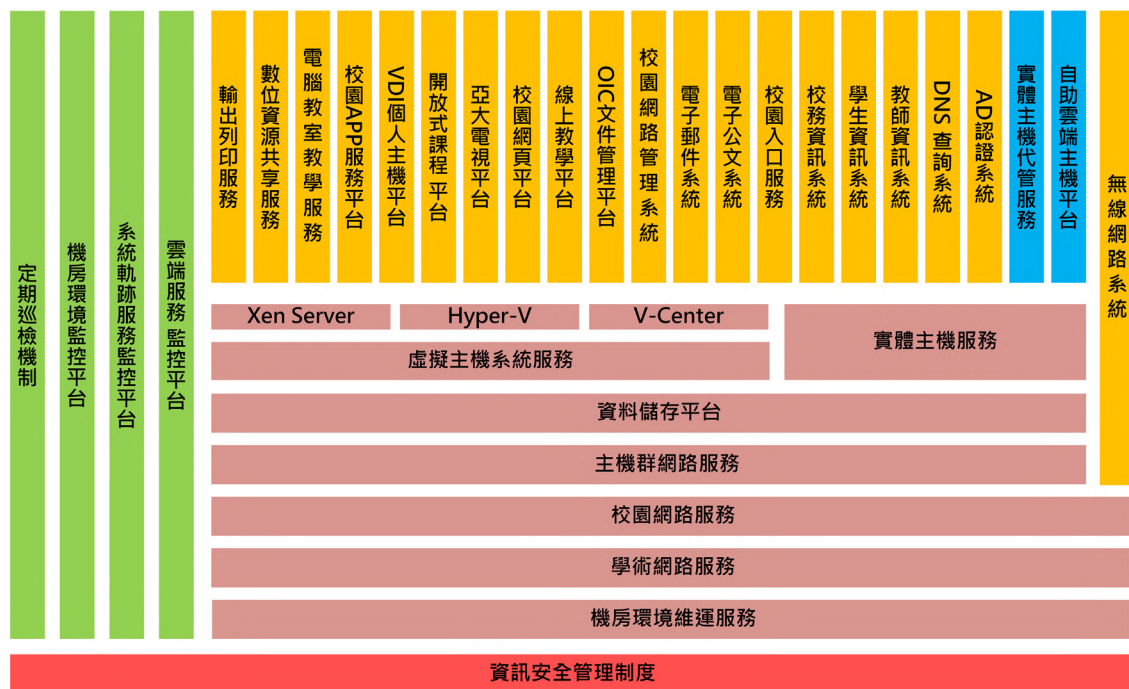 定期巡檢機制
機房環境監控平台
系統軌跡服務監控平台
雲端服務 監控平台
輸出列印服務
數位資源共享服務
電腦教室教學服務
校園APP服務平台
VDI個人主機平台
開放式課程 平台
亞大電視平台
校園網頁平台
線上教學平台
OIC文件管理平台
校園網路管理系統
電子郵件系統
電子公文系統
校園入口服務
校務資訊系統
學生資訊系統
教師資訊系統
DNS 查詢系統
AD認證系統
實體主機代管服務
自助雲端主機平台
無線網路系統
Xen Server
Hyper-V
V-Center
實體主機服務
虛擬主機系統服務
資料儲存平台
主機群網路服務
校園網路服務
學術網路服務
機房環境維運服務
資訊安全管理制度